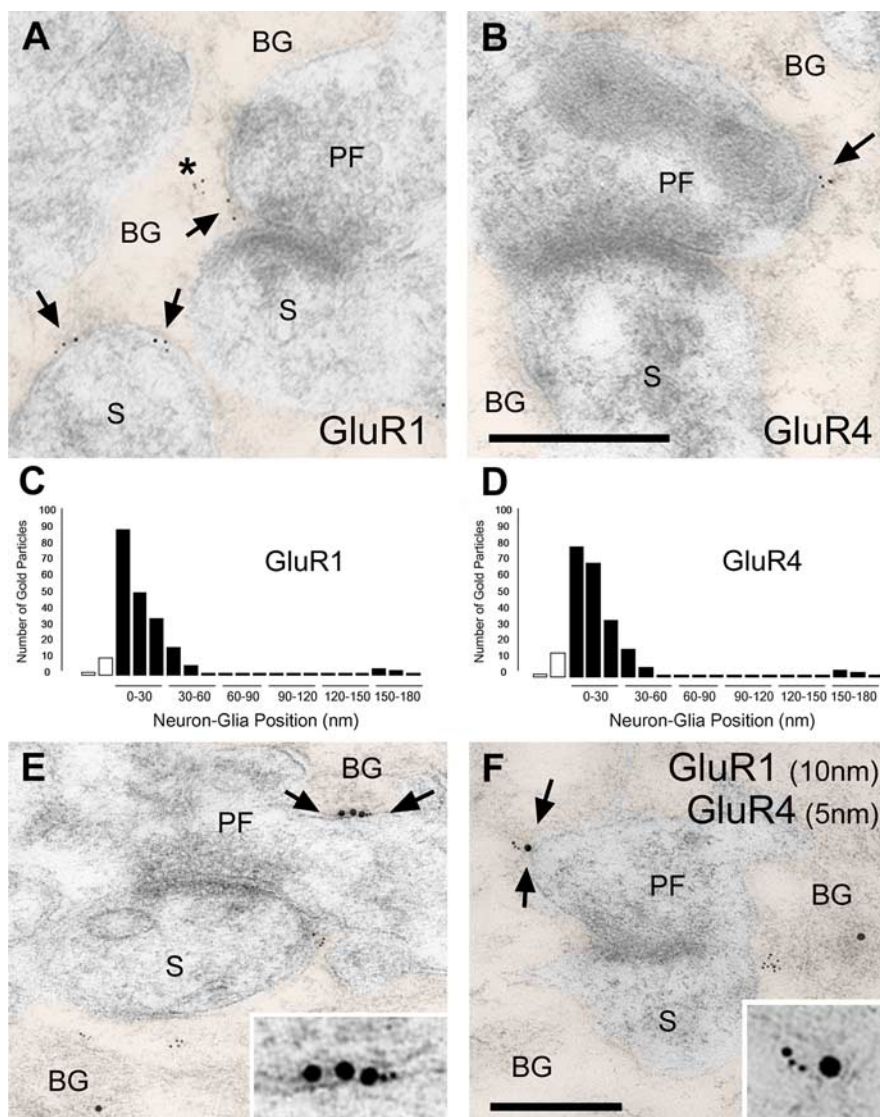 A
BG
PF
*
BG
S
S
GluR1
B
BG
PF
S
BG
GluR4
C
Number of Gold Particles
100
90
80
70
60
50
40
30
20
10
0
GluR1
0-30 30-60 60-90 90-120 120-150 150-180
Neuron-Glia Position (nm)
D
Number of Gold Particles
100
90
80
70
60
50
40
30
20
10
0
GluR4
0-30 30-60 60-90 90-120 120-150 150-180
Neuron-Glia Position (nm)
E
BG
PF
S
BG
F
GluR1 (10nm)
GluR4 (5nm)
PF
BG
S
BG